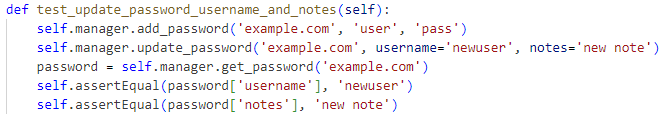 def test_update_password_username_and_notes(self):
    self.manager.add_password('example.com', 'user', 'pass')
    self.manager.update_password('example.com', username='newuser', notes='new note')
    password = self.manager.get_password('example.com')
    self.assertEqual(password['username'], 'newuser')
    self.assertEqual(password['notes'], 'new note')